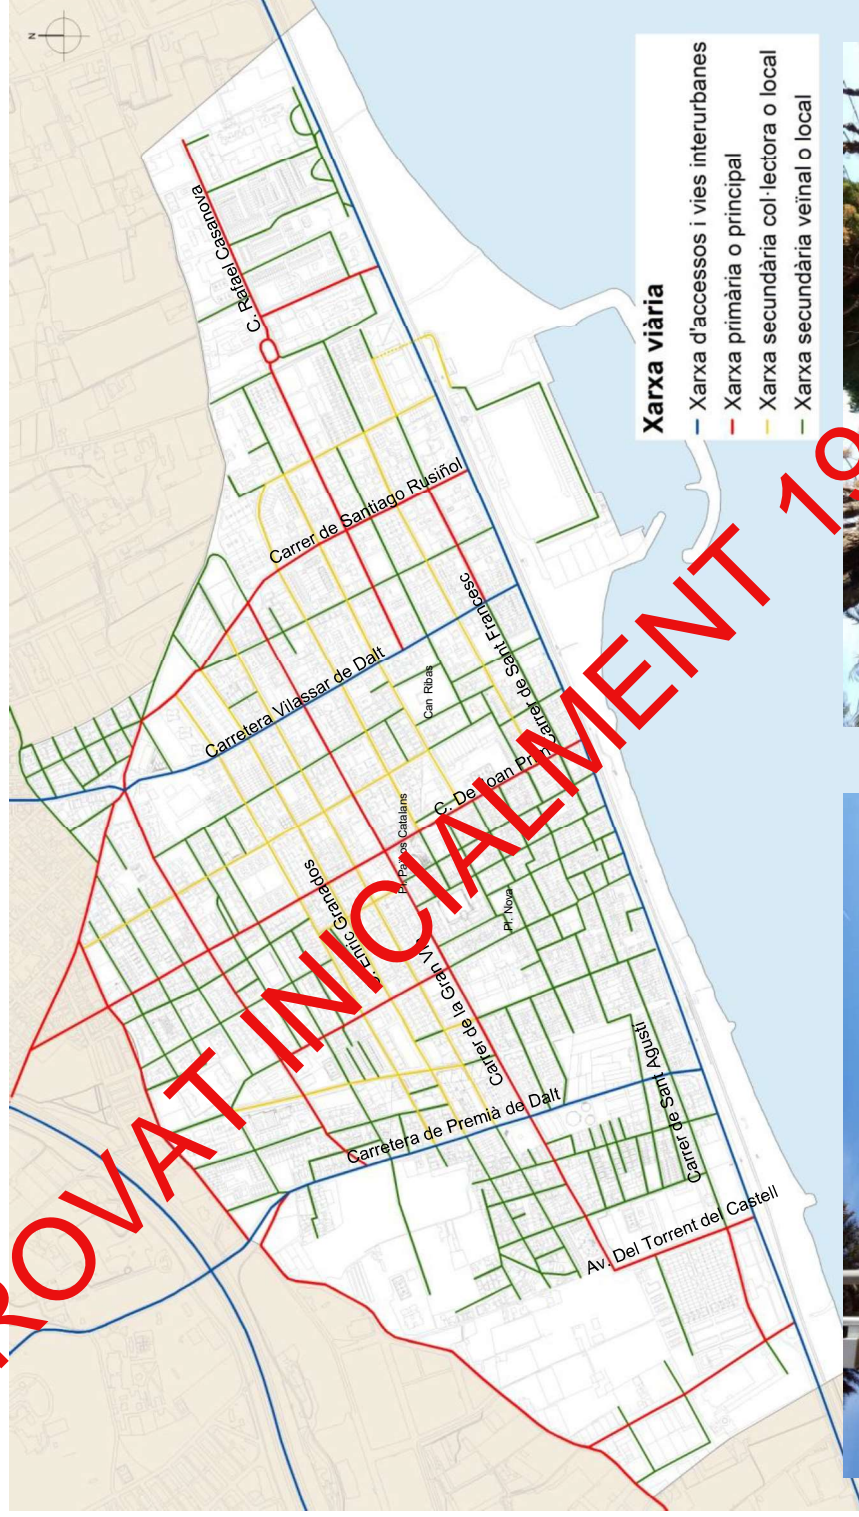 N
Xarxa viària
Xarxa d'accessos i vies interurbanes
Xarxa primària o principal
Xarxa secundària col·lectora o local
Xarxa secundària veïnal o local
C. Rafael Casanova
Carrer de Santiago Rusiñol
Carretera Vilassar de Dalt
Carrer de Sant Francesc
Can Ribas
C. De Joan Prim
Carrer
Pl. Països Catalans
C. Enric Granados
Pl. Nova
Carrer de la Gran Via
Carrer de Sant Agustí
Carretera de Premià de Dalt
Av. Del Torrent del Castell
ROVAT INICIALMENT 1.9